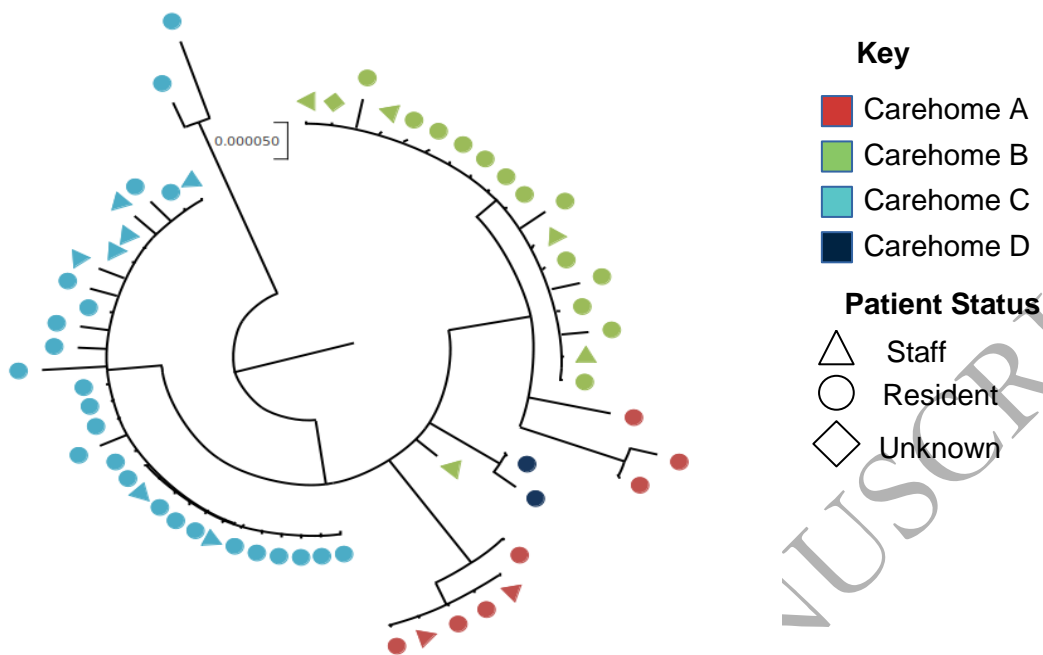 0.000050
Key
Carehome A
Carehome B
Carehome C
Carehome D
Patient Status
Staff
Resident
Unknown